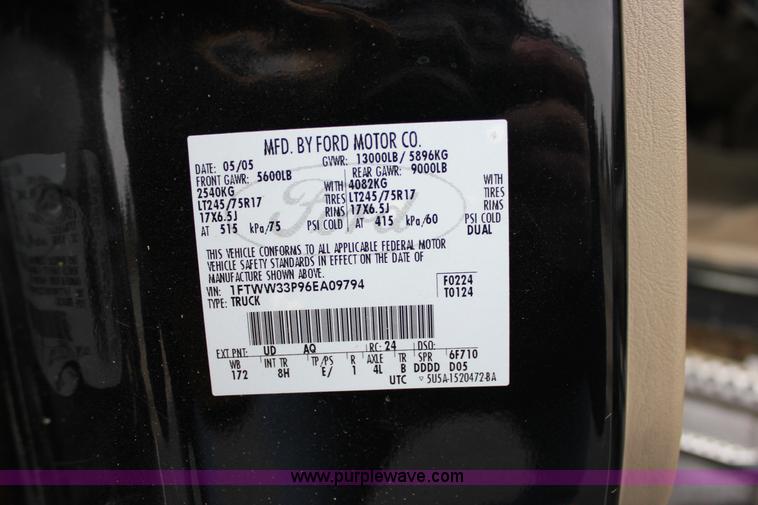 MFD. BY FORD MOTOR CO.
DATE: 05/05 GVWR: 13000LB/ 5896KG
FRONT GAWR: 5600LB REAR GAWR: 9000LB
2540KG WITH 4082KG WITH
LT245/75R17 TIRES LT245/75R17 TIRES
17X6.5J RIMS 17X6.5J RIMS
AT 515 kPa/75 PSI COLD AT 415 kPa/60 PSI COLD
DUAL
THIS VEHICLE CONFORMS TO ALL APPLICABLE FEDERAL MOTOR
VEHICLE SAFETY STANDARDS IN EFFECT ON THE DATE OF
MANUFACTURE SHOWN ABOVE.
VIN: 1FTWW33P96EA09794 F0224
TYPE: TRUCK T0124
EXT PNT: UD AQ RC: 24 DSO:
WB INT TR TP/PS R AXLE TR SPR 6F710
172 8H E/ 1 4L B DDDD D05
UTC ▽ 5U5A-1520472-BA
Ford
www.purplewave.com